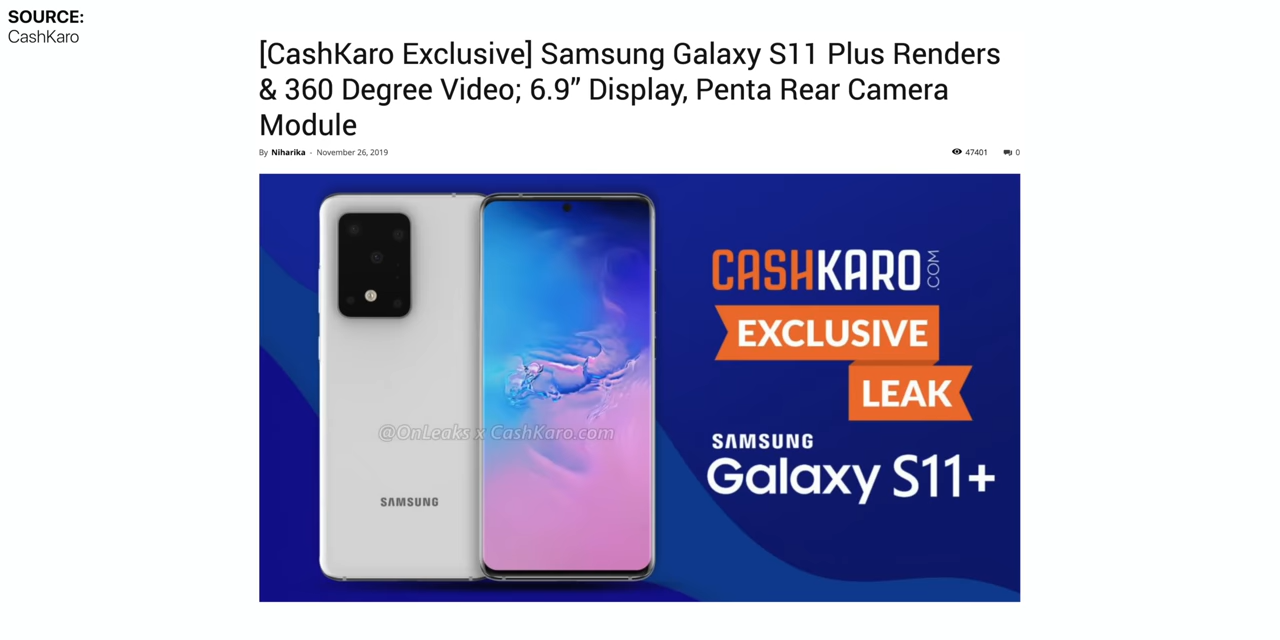 SOURCE:
CashKaro
[CashKaro Exclusive] Samsung Galaxy S11 Plus Renders
& 360 Degree Video; 6.9” Display, Penta Rear Camera
Module
By Niharika - November 26, 2019
47401 0
CASHKARO.COM
EXCLUSIVE
LEAK
@OnLeaks x CashKaro.com
SAMSUNG
Galaxy S11+
SAMSUNG